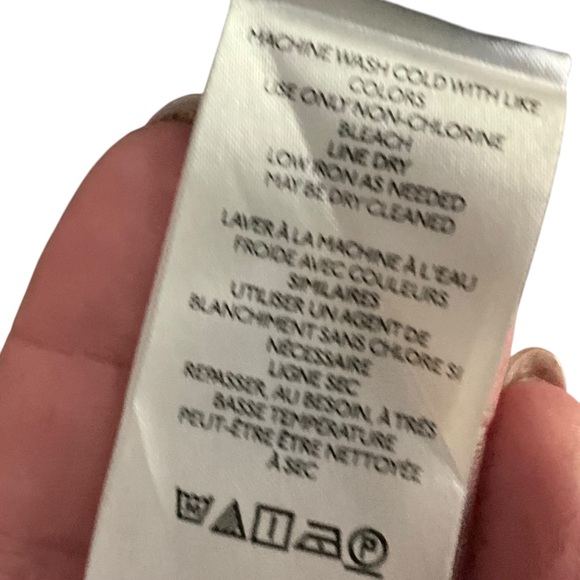 MACHINE WASH COLD WITH LIKE
COLORS
USE ONLY NON-CHLORINE
BLEACH
LINE DRY
LOW IRON AS NEEDED
MAY BE DRY CLEANED
LAVER À LA MACHINE À L'EAU
FROIDE AVEC COULEURS
SIMILAIRES
UTILISER UN AGENT DE
BLANCHIMENT SANS CHLORE SI
NÉCESSAIRE
LIGNE SEC
REPASSER, AU BESOIN, À TRÈS
BASSE TEMPÉRATURE
PEUT-ÊTRE ÊTRE NETTOYÉE
À SEC
P